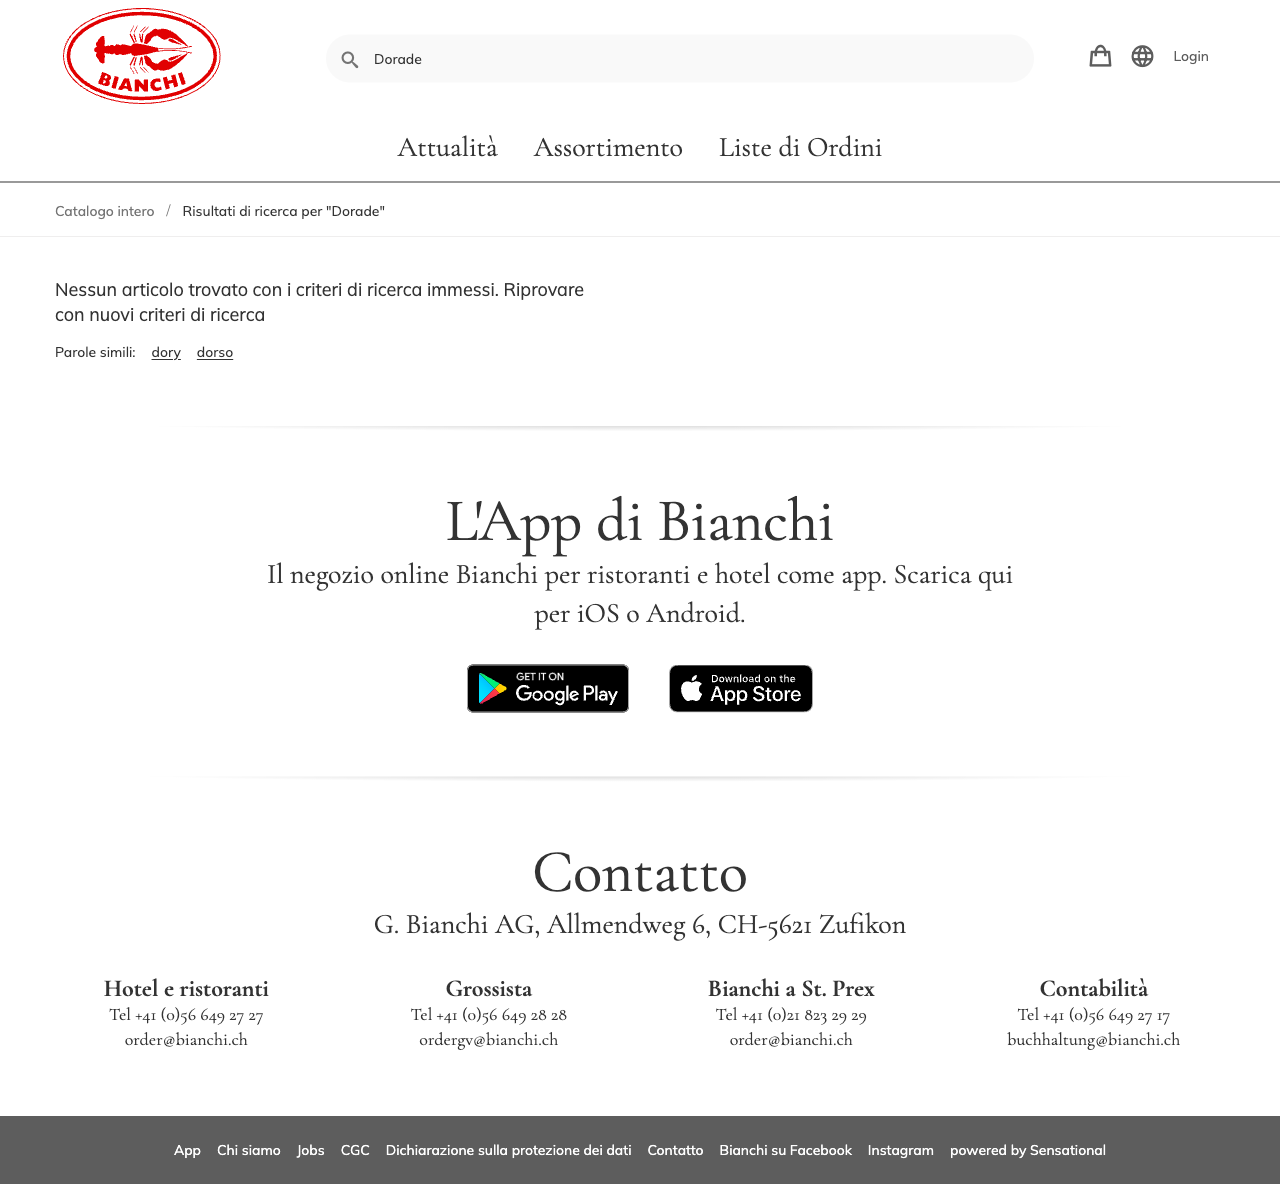 BIANCHI
Dorade
Login
Attualità Assortimento Liste di Ordini
Catalogo intero / Risultati di ricerca per "Dorade"
Nessun articolo trovato con i criteri di ricerca immessi. Riprovare
con nuovi criteri di ricerca
Parole simili: dory dorso
L'App di Bianchi
Il negozio online Bianchi per ristoranti e hotel come app. Scarica qui
per iOS o Android.
GET IT ON
Google Play
Download on the
App Store
Contatto
G. Bianchi AG, Allmendweg 6, CH-5621 Zufikon
Hotel e ristoranti
Tel +41 (0)56 649 27 27
order@bianchi.ch
Grossista
Tel +41 (0)56 649 28 28
ordergv@bianchi.ch
Bianchi a St. Prex
Tel +41 (0)21 823 29 29
order@bianchi.ch
Contabilità
Tel +41 (0)56 649 27 17
buchhaltung@bianchi.ch
App Chi siamo Jobs CGC Dichiarazione sulla protezione dei dati Contatto Bianchi su Facebook Instagram powered by Sensational